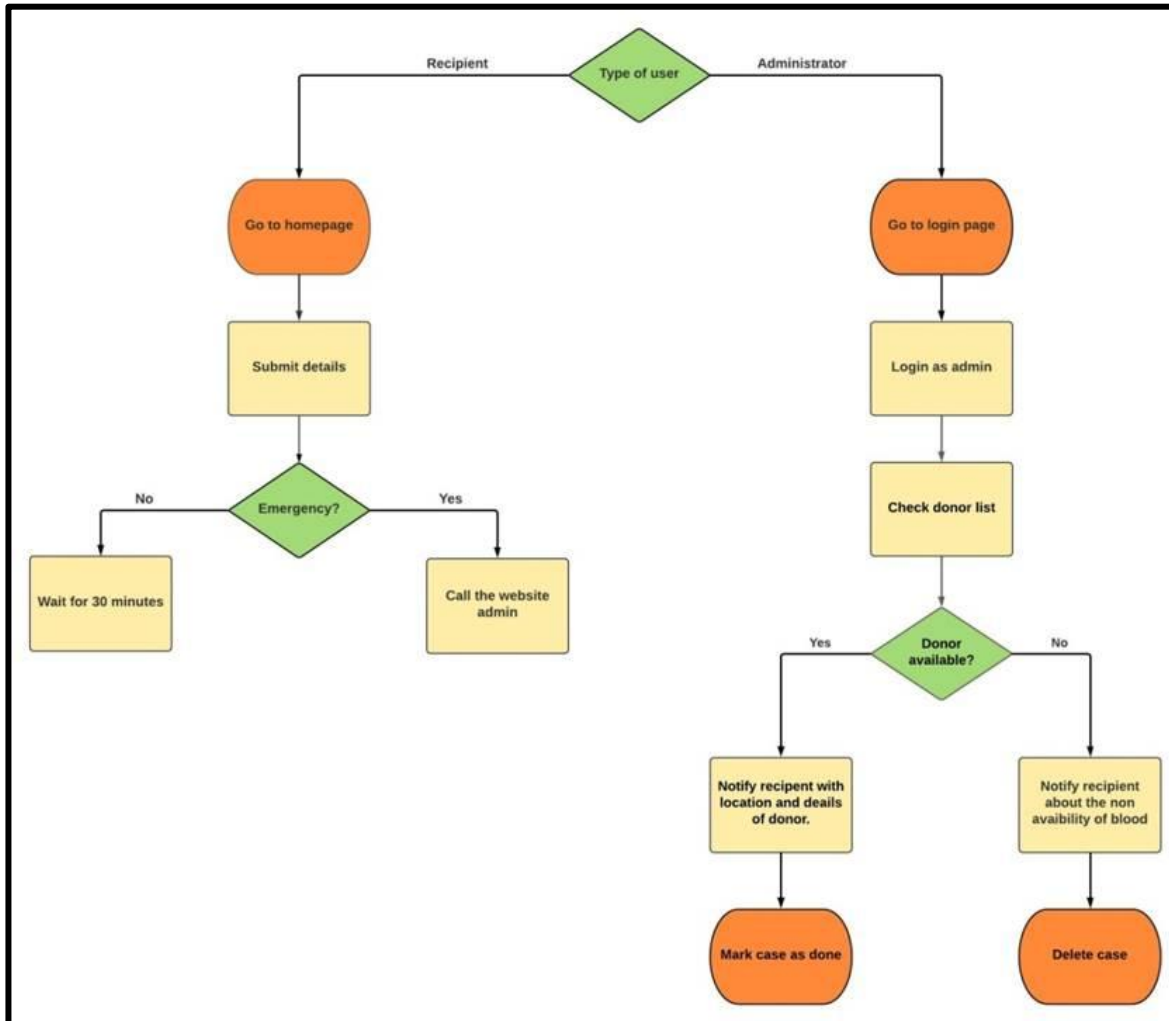 Type of user
Recipient
Administrator
Go to homepage
Go to login page
Submit details
Login as admin
Emergency?
No
Yes
Check donor list
Wait for 30 minutes
Call the website
admin
Donor
available?
Yes
No
Notify recipent with
location and deails
of donor.
Notify recipient
about the non
avaibility of blood
Mark case as done
Delete case